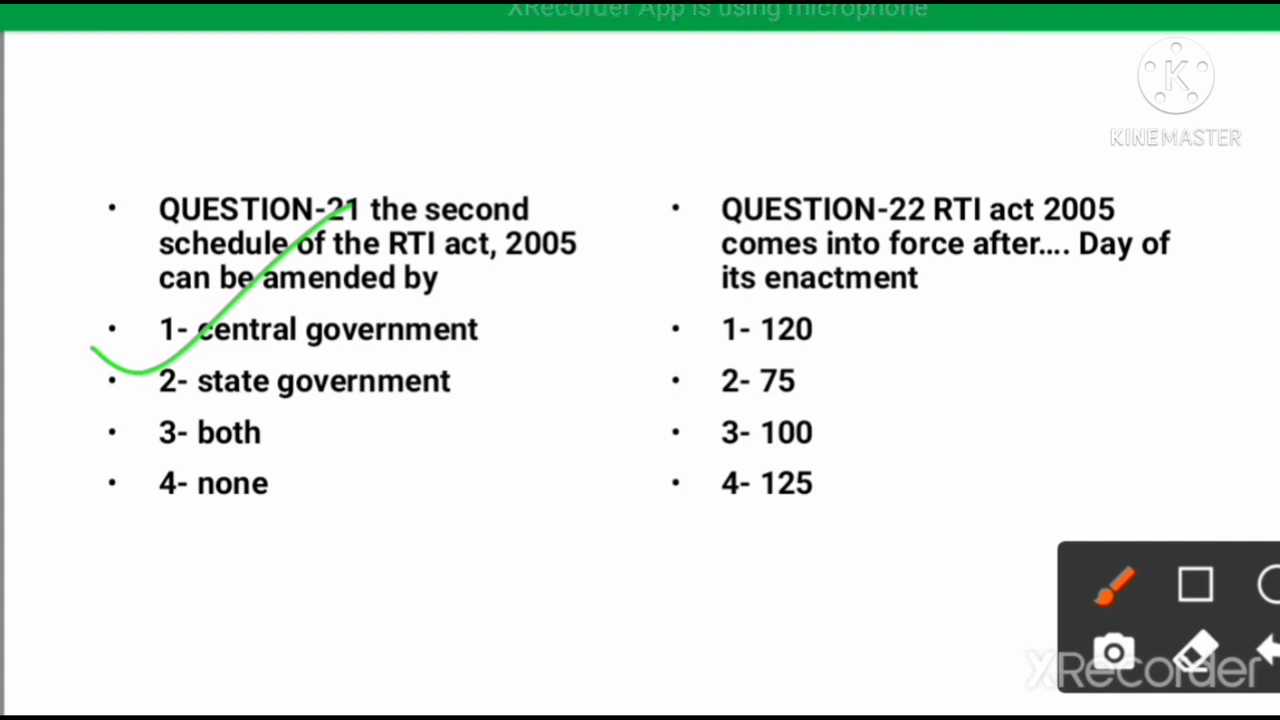 XRecorder App is using microphone
KINEMASTER
• QUESTION-21 the second
schedule of the RTI act, 2005
can be amended by
• 1- central government
• 2- state government
• 3- both
• 4- none
• QUESTION-22 RTI act 2005
comes into force after.... Day of
its enactment
• 1- 120
• 2- 75
• 3- 100
• 4- 125
XRecorder